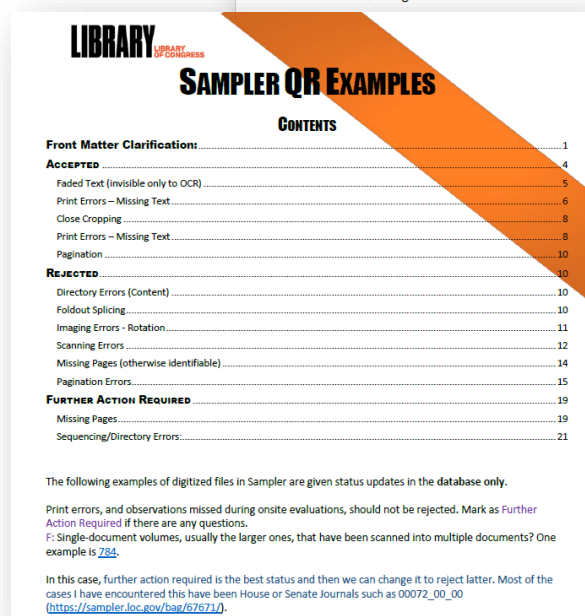 LIBRARY
LIBRARY
OF CONGRESS
SAMPLER QR EXAMPLES
CONTENTS
Front Matter Clarification: 1
ACCEPTED 4
Faded Text (invisible only to OCR) 5
Print Errors – Missing Text 6
Close Cropping 8
Print Errors – Missing Text 8
Pagination 10
REJECTED 10
Directory Errors (Content) 10
Foldout Splicing 10
Imaging Errors - Rotation 11
Scanning Errors 12
Missing Pages (otherwise identifiable) 14
Pagination Errors 15
FURTHER ACTION REQUIRED 19
Missing Pages 19
Sequencing/Directory Errors: 21
The following examples of digitized files in Sampler are given status updates in the database only.
Print errors, and observations missed during onsite evaluations, should not be rejected. Mark as Further
Action Required if there are any questions.
F: Single-document volumes, usually the larger ones, that have been scanned into multiple documents? One
example is 784.
In this case, further action required is the best status and then we can change it to reject latter. Most of the
cases I have encountered this have been House or Senate Journals such as 00072_00_00
(https://sampler.loc.gov/bag/67671/).